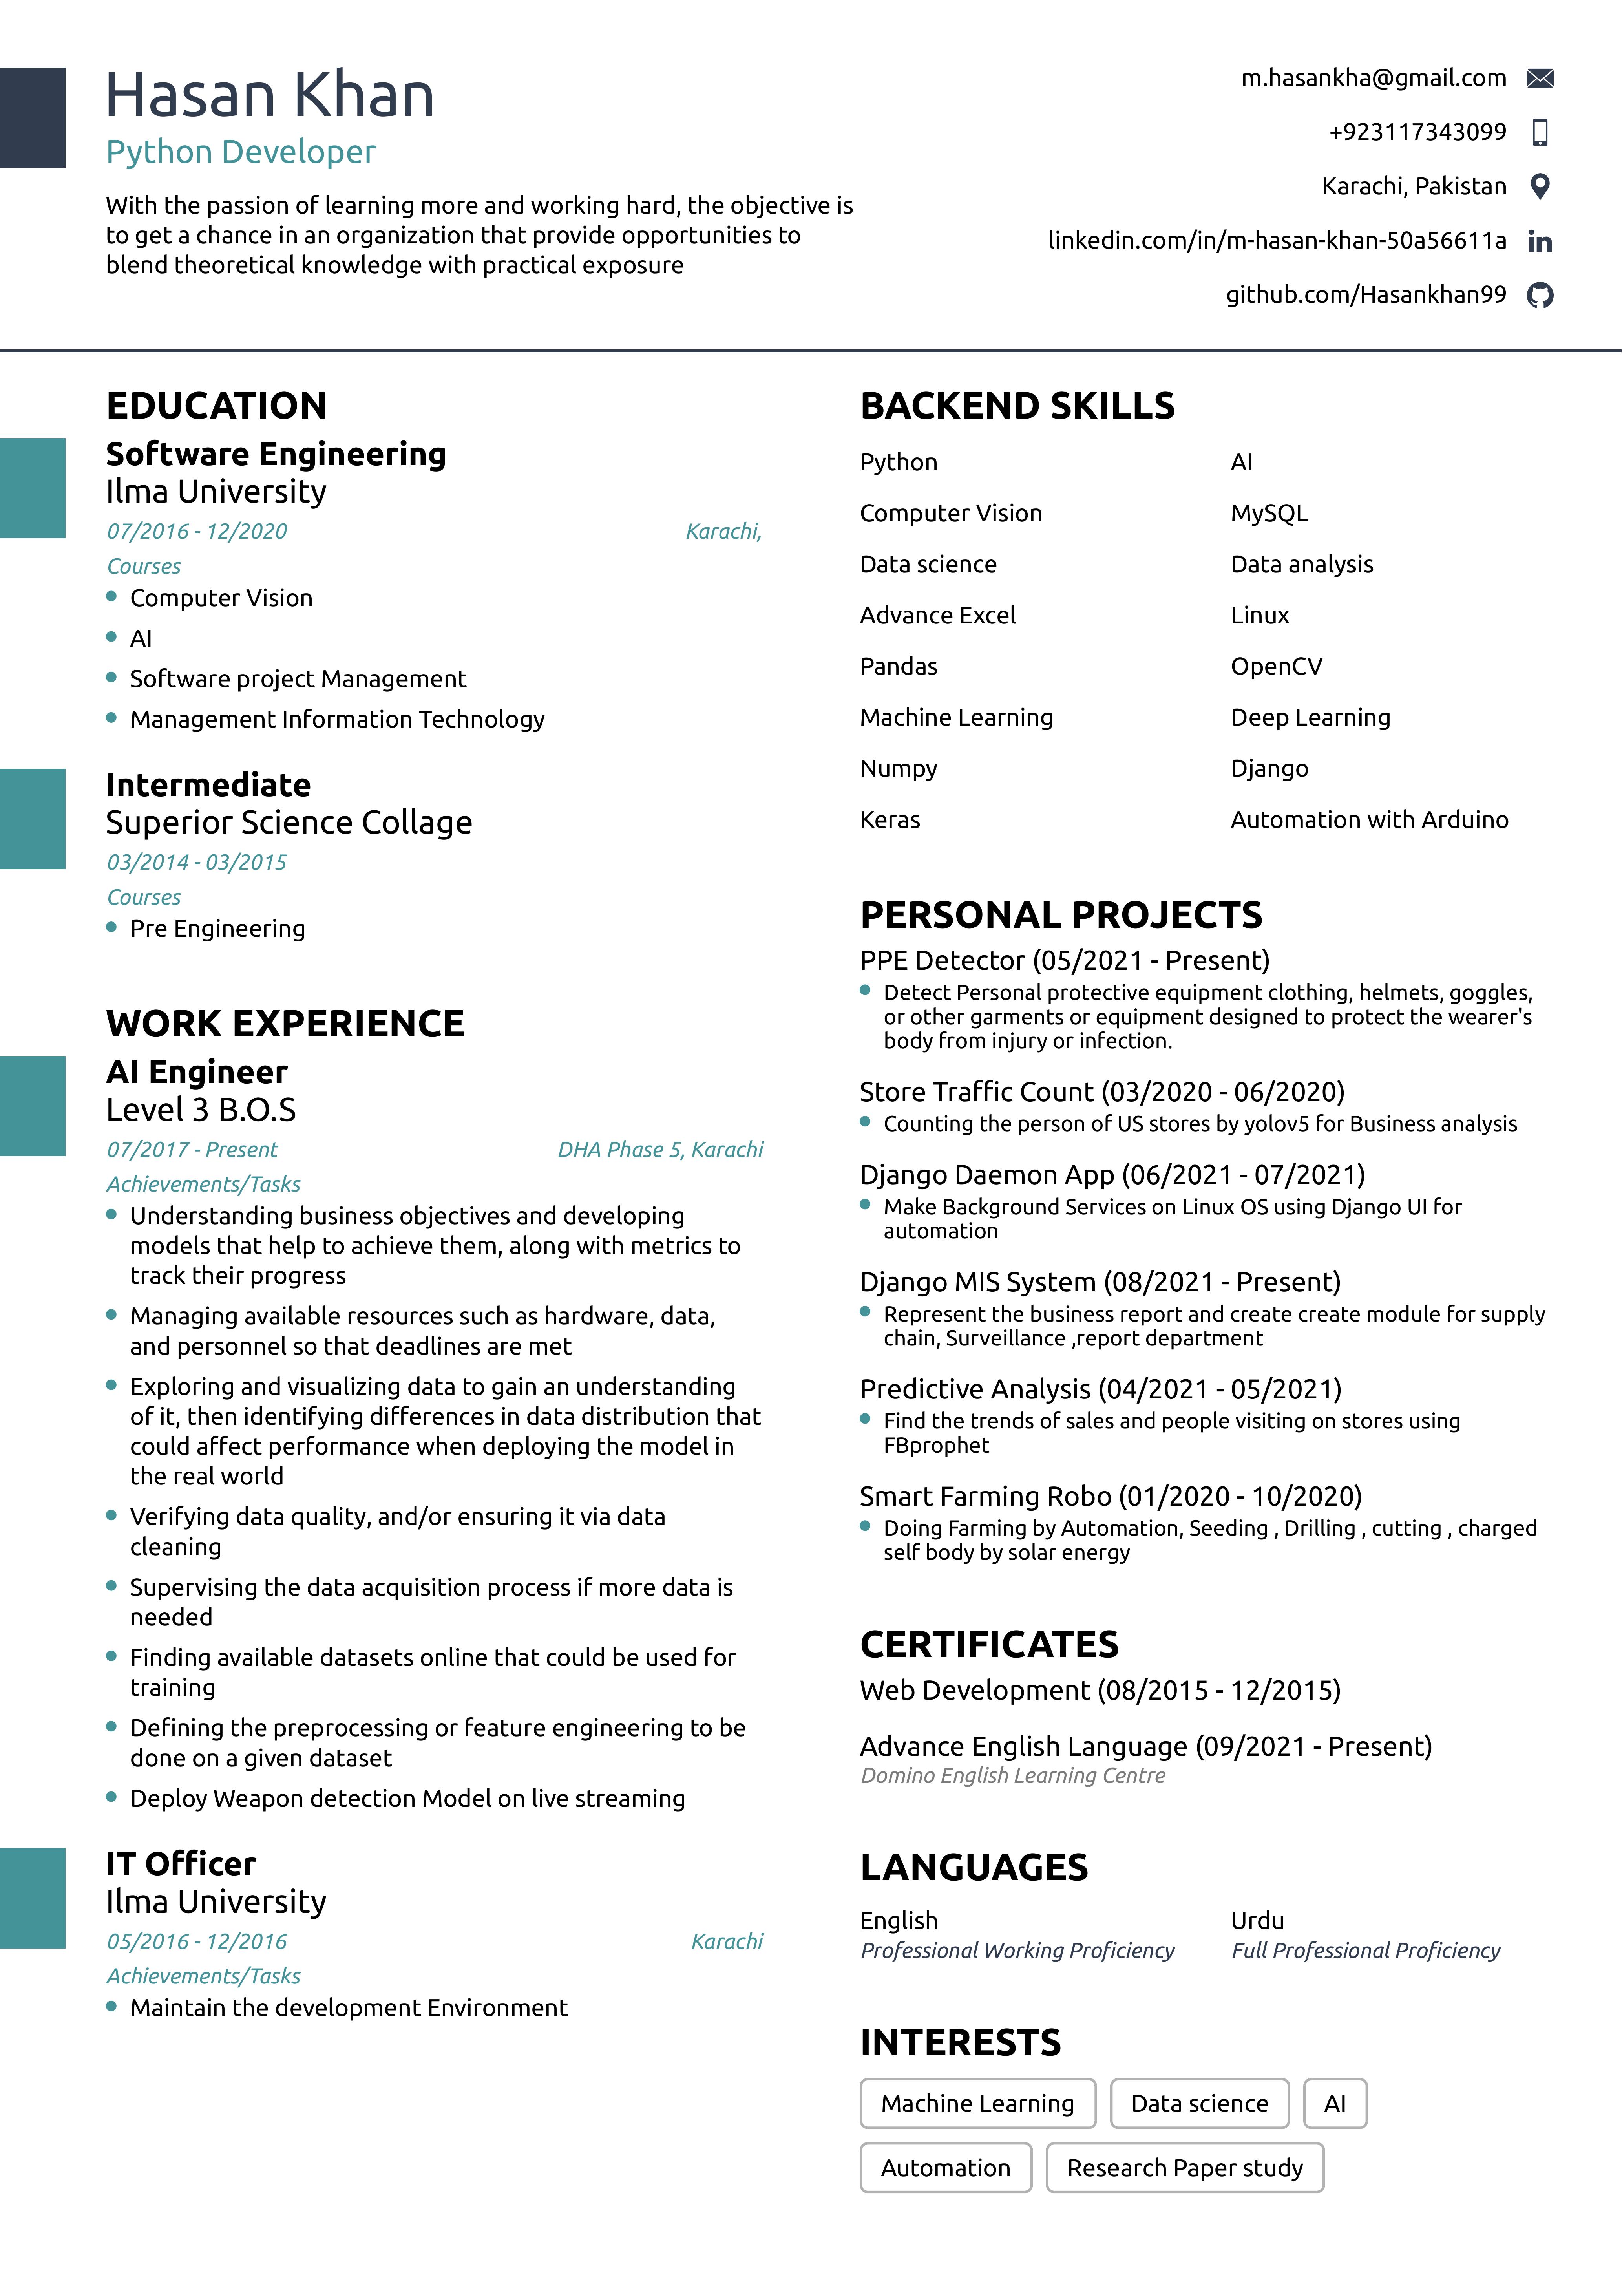 Hasan Khan
Python Developer
With the passion of learning more and working hard, the objective is
to get a chance in an organization that provide opportunities to
blend theoretical knowledge with practical exposure
m.hasankha@gmail.com
+923117343099
Karachi, Pakistan
linkedin.com/in/m-hasan-khan-50a56611a
github.com/Hasankhan99
EDUCATION
Software Engineering
Ilma University
07/2016 - 12/2020 Karachi,
Courses
Computer Vision
AI
Software project Management
Management Information Technology
Intermediate
Superior Science Collage
03/2014 - 03/2015
Courses
Pre Engineering
WORK EXPERIENCE
AI Engineer
Level 3 B.O.S
07/2017 - Present DHA Phase 5, Karachi
Achievements/Tasks
Understanding business objectives and developing
models that help to achieve them, along with metrics to
track their progress
Managing available resources such as hardware, data,
and personnel so that deadlines are met
Exploring and visualizing data to gain an understanding
of it, then identifying differences in data distribution that
could affect performance when deploying the model in
the real world
Verifying data quality, and/or ensuring it via data
cleaning
Supervising the data acquisition process if more data is
needed
Finding available datasets online that could be used for
training
Defining the preprocessing or feature engineering to be
done on a given dataset
Deploy Weapon detection Model on live streaming
IT Officer
Ilma University
05/2016 - 12/2016 Karachi
Achievements/Tasks
Maintain the development Environment
BACKEND SKILLS
Python AI
Computer Vision MySQL
Data science Data analysis
Advance Excel Linux
Pandas OpenCV
Machine Learning Deep Learning
Numpy Django
Keras Automation with Arduino
PERSONAL PROJECTS
PPE Detector (05/2021 - Present)
Detect Personal protective equipment clothing, helmets, goggles,
or other garments or equipment designed to protect the wearer's
body from injury or infection.
Store Traffic Count (03/2020 - 06/2020)
Counting the person of US stores by yolov5 for Business analysis
Django Daemon App (06/2021 - 07/2021)
Make Background Services on Linux OS using Django UI for
automation
Django MIS System (08/2021 - Present)
Represent the business report and create create module for supply
chain, Surveillance ,report department
Predictive Analysis (04/2021 - 05/2021)
Find the trends of sales and people visiting on stores using
FBprophet
Smart Farming Robo (01/2020 - 10/2020)
Doing Farming by Automation, Seeding , Drilling , cutting , charged
self body by solar energy
CERTIFICATES
Web Development (08/2015 - 12/2015)
Advance English Language (09/2021 - Present)
Domino English Learning Centre
LANGUAGES
English Urdu
Professional Working Proficiency Full Professional Proficiency
INTERESTS
Machine Learning Data science AI
Automation Research Paper study